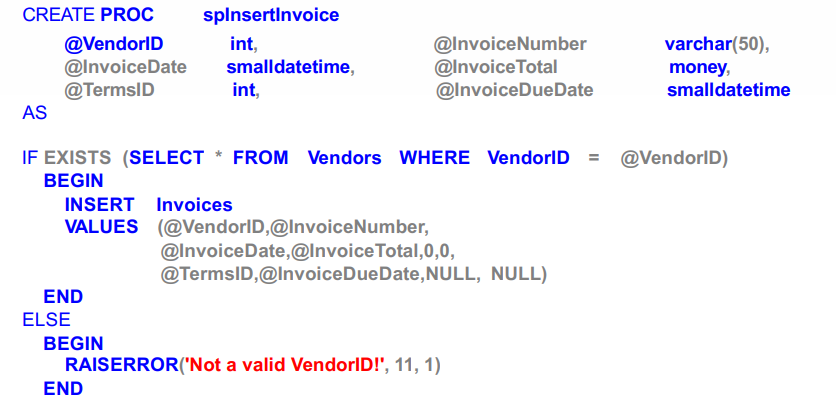 CREATE PROC spInsertInvoice
@VendorID int, @InvoiceNumber varchar(50),
@InvoiceDate smalldatetime, @InvoiceTotal money,
@TermsID int, @InvoiceDueDate smalldatetime
AS
IF EXISTS (SELECT * FROM Vendors WHERE VendorID = @VendorID)
BEGIN
INSERT Invoices
VALUES (@VendorID,@InvoiceNumber,
@InvoiceDate,@InvoiceTotal,0,0,
@TermsID,@InvoiceDueDate,NULL, NULL)
END
ELSE
BEGIN
RAISERROR('Not a valid VendorID!', 11, 1)
END